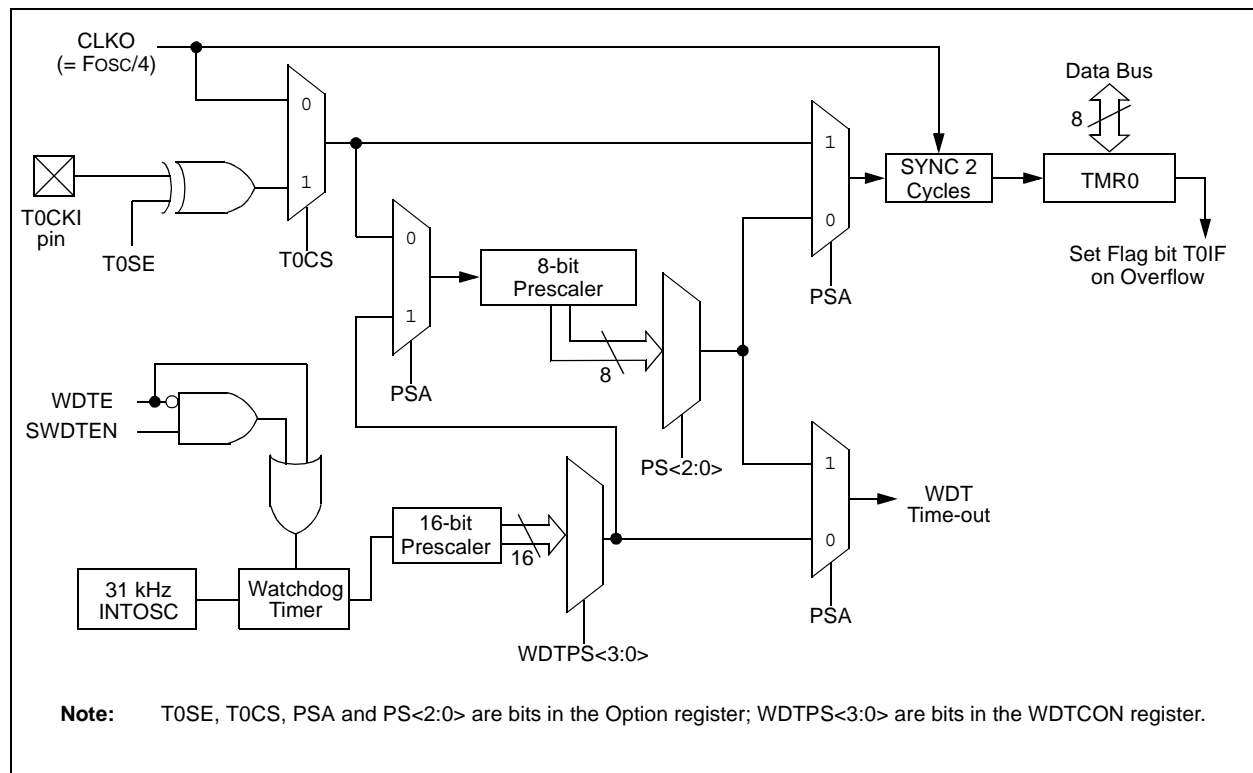 CLKO
(= FOSC/4)
Data Bus
0
8
1
SYNC 2
Cycles
TMR0
1
T0CKI
pin
T0SE
T0CS
0
0
8-bit
Prescaler
Set Flag bit T0IF
on Overflow
PSA
1
8
WDTE
PSA
SWDTEN
PS<2:0>
1
WDT
Time-out
16-bit
Prescaler
16
0
31 kHz
INTOSC
Watchdog
Timer
PSA
WDTPS<3:0>
Note: T0SE, T0CS, PSA and PS<2:0> are bits in the Option register; WDTPS<3:0> are bits in the WDTCON register.